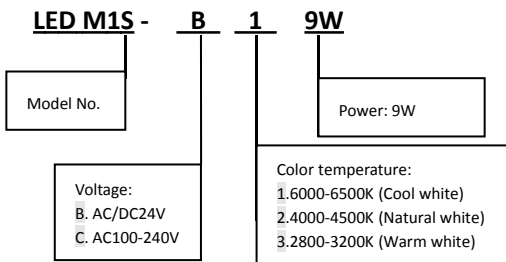 LED M1S - B 1 9W
Model No.
Power: 9W
Voltage:
B. AC/DC24V
C. AC100-240V
Color temperature:
1.6000-6500K (Cool white)
2.4000-4500K (Natural white)
3.2800-3200K (Warm white)